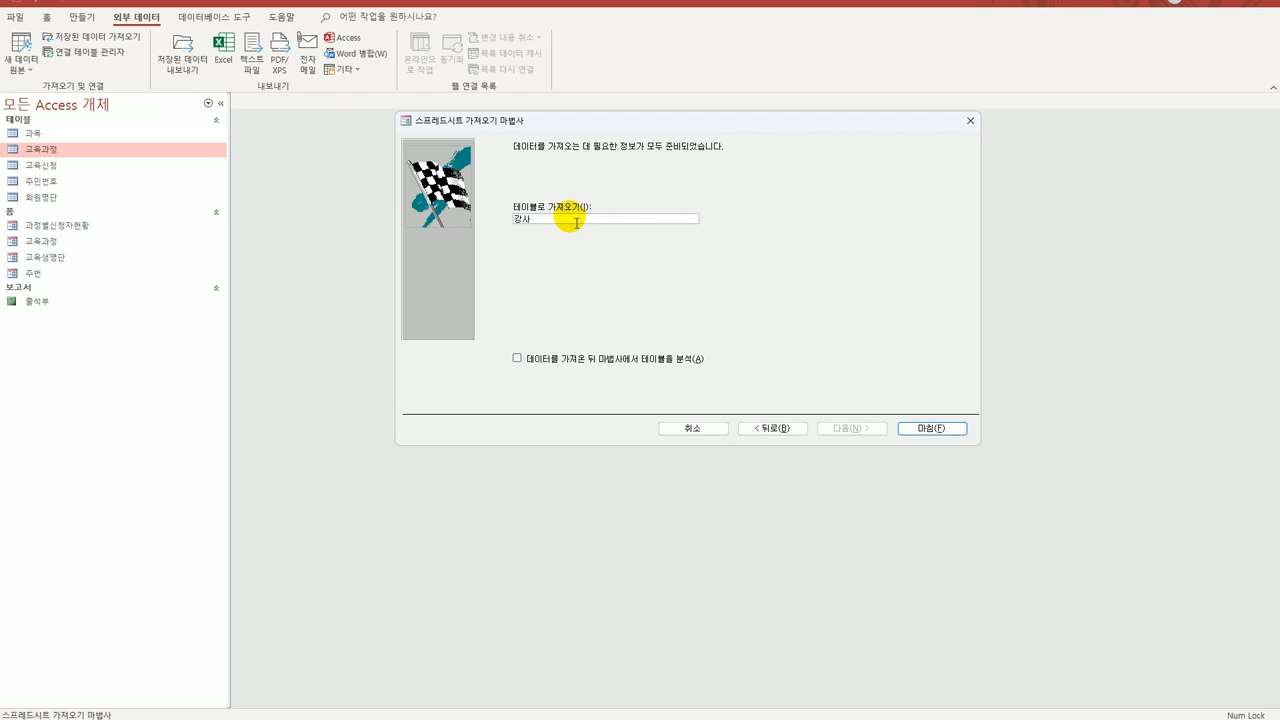 파일 홈 만들기 외부 데이터 데이터베이스 도구 도움말 어떤 작업을 원하시나요?
새 데이터
원본
저장된 데이터 가져오기
연결 테이블 관리자
가져오기 및 연결
저장된 데이터
내보내기
Excel
텍스트
파일
PDF/
XPS
전자
메일
Access
Word 병합(W)
기타
내보내기
온라인으
로 작업
동기화
변경 내용 취소
목록 데이터 캐시
목록 다시 연결
웹 연결 목록
모든 Access 개체
테이블
과목
교육과정
교육신청
주민번호
회원명단
폼
과정별신청자현황
교육과정
교육생명단
주번
보고서
출석부
스프레드시트 가져오기 마법사
데이터를 가져오는 데 필요한 정보가 모두 준비되었습니다.
테이블로 가져오기(I):
강사
데이터를 가져온 뒤 마법사에서 테이블을 분석(A)
취소 < 뒤로(B) 다음(N) > 마침(F)
스프레드시트 가져오기 마법사 Num Lock